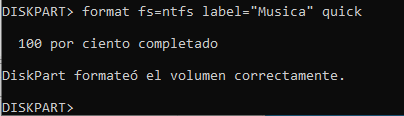 DISKPART> format fs=ntfs label="Musica" quick
100 por ciento completado
DiskPart formateó el volumen correctamente.
DISKPART>